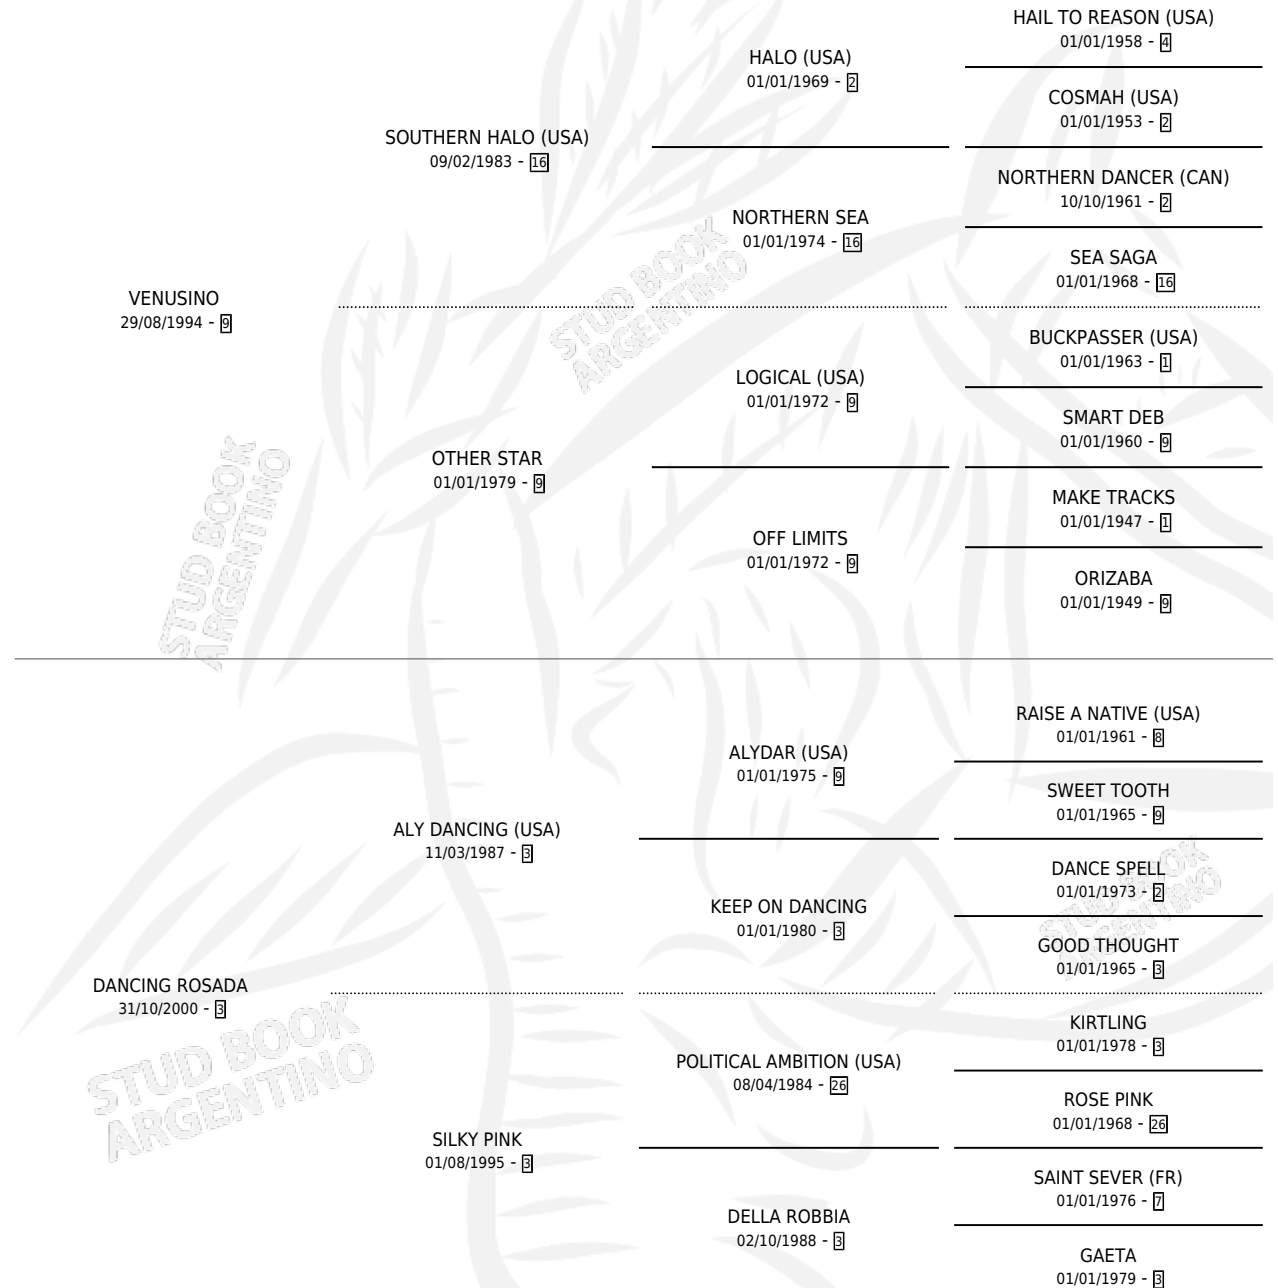 HAIL TO REASON (USA)
01/01/1958 - 4
HALO (USA)
01/01/1969 - 2
COSMAH (USA)
01/01/1953 - 2
SOUTHERN HALO (USA)
09/02/1983 - 16
NORTHERN DANCER (CAN)
10/10/1961 - 2
NORTHERN SEA
01/01/1974 - 16
SEA SAGA
01/01/1968 - 16
STUD BOOK
ARGENTINO
VENUSINO
29/08/1994 - 9
BUCKPASSER (USA)
01/01/1963 - 1
LOGICAL (USA)
01/01/1972 - 9
SMART DEB
01/01/1960 - 9
OTHER STAR
01/01/1979 - 9
MAKE TRACKS
01/01/1947 - 1
OFF LIMITS
01/01/1972 - 9
ORIZABA
01/01/1949 - 9
STUD BOOK
ARGENTINO
RAISE A NATIVE (USA)
01/01/1961 - 8
ALYDAR (USA)
01/01/1975 - 9
SWEET TOOTH
01/01/1965 - 9
ALY DANCING (USA)
11/03/1987 - 3
DANCE SPELL
01/01/1973 - 2
KEEP ON DANCING
01/01/1980 - 3
GOOD THOUGHT
01/01/1965 - 3
STUD BOOK
ARGENTINO
DANCING ROSADA
31/10/2000 - 3
KIRTLING
01/01/1978 - 3
POLITICAL AMBITION (USA)
08/04/1984 - 26
ROSE PINK
01/01/1968 - 26
STUD BOOK
ARGENTINO
SILKY PINK
01/08/1995 - 3
SAINT SEVER (FR)
01/01/1976 - 7
DELLA ROBBIA
02/10/1988 - 3
GAETA
01/01/1979 - 3